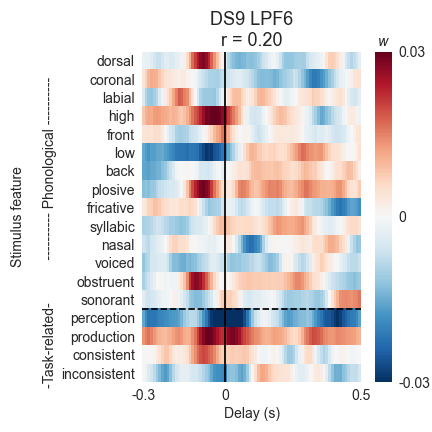 DS9 LPF6
r = 0.20
w
dorsal
coronal
labial
high
front
low
back
plosive
fricative
syllabic
nasal
voiced
obstruent
sonorant
perception
production
consistent
inconsistent
Stimulus feature
---------- Phonological ----------
-Task-related-
0.03
0
-0.03
-0.3 0 0.5
Delay (s)